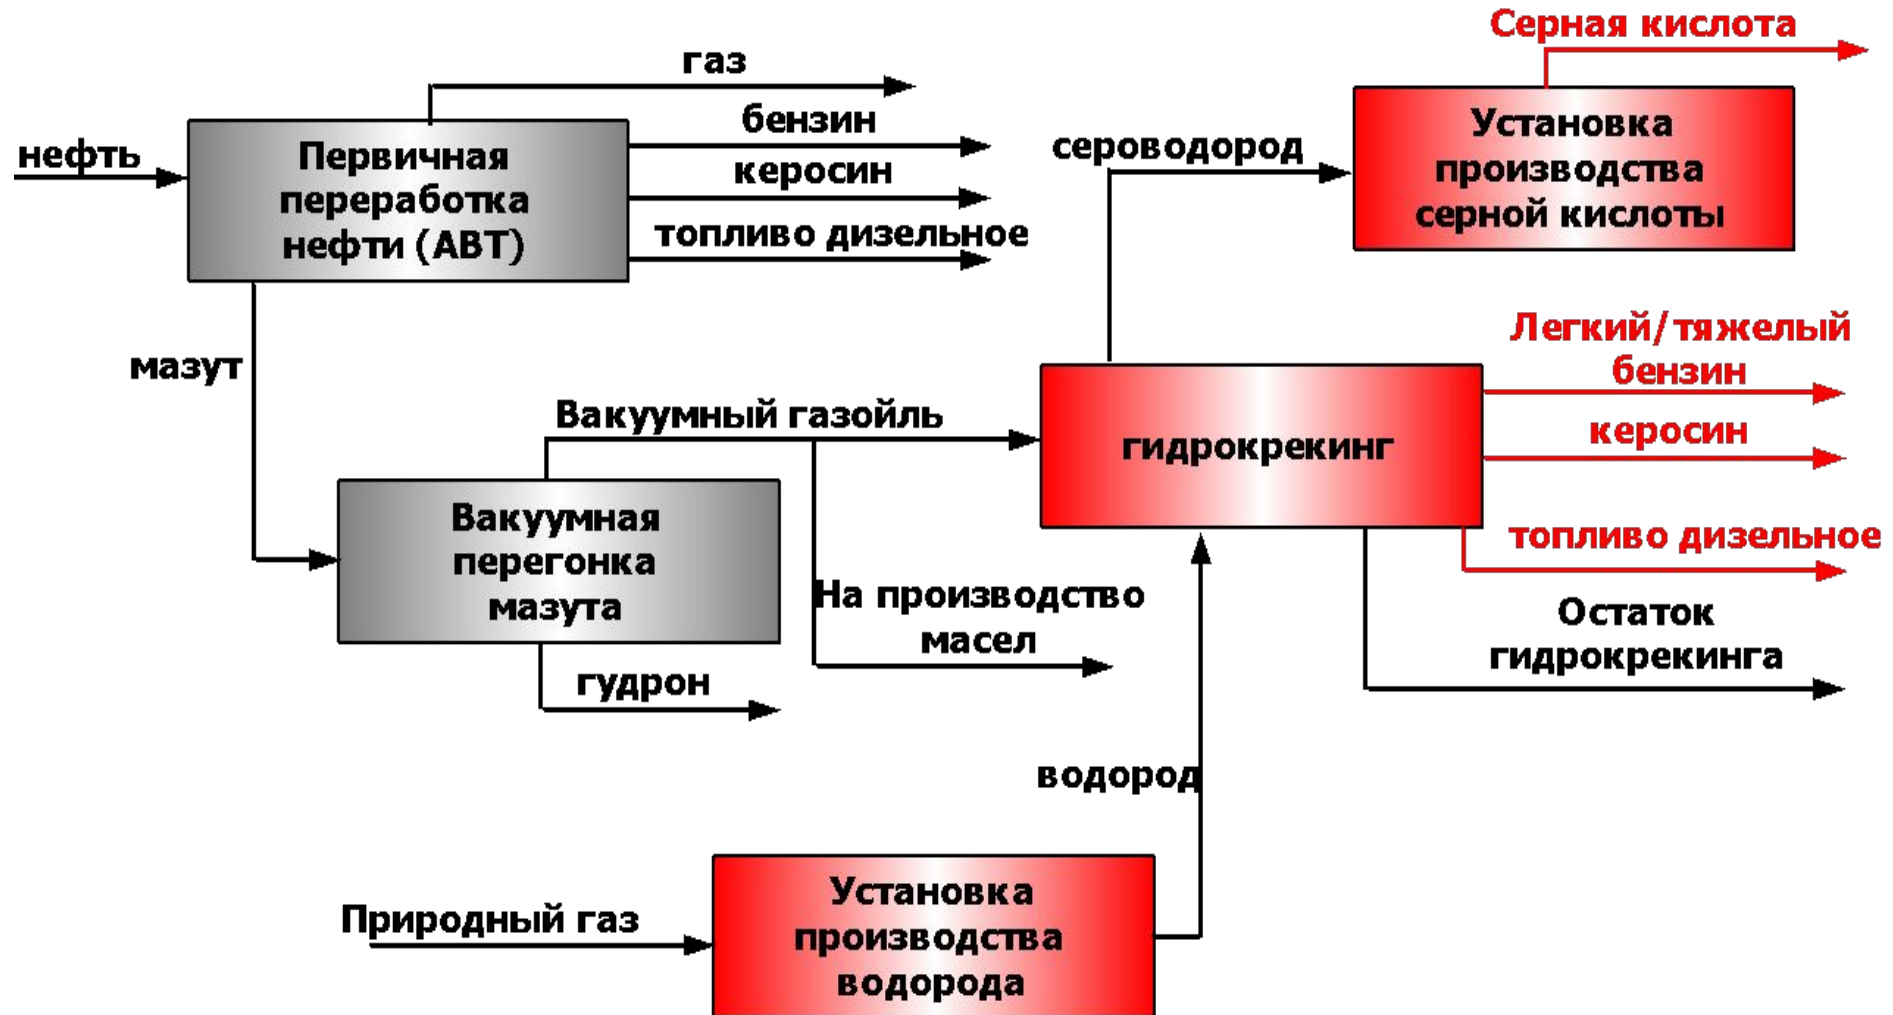 Серная кислота
газ
бензин
нефть
Первичная
переработка
нефти (АВТ)
керосин
топливо дизельное
сероводород
Установка
производства
серной кислоты
мазут
Легкий/тяжелый
бензин
Вакуумный газойль
гидрокрекинг
керосин
Вакуумная
перегонка
мазута
топливо дизельное
На производство
масел
Остаток
гидрокрекинга
гудрон
водород
Природный газ
Установка
производства
водорода